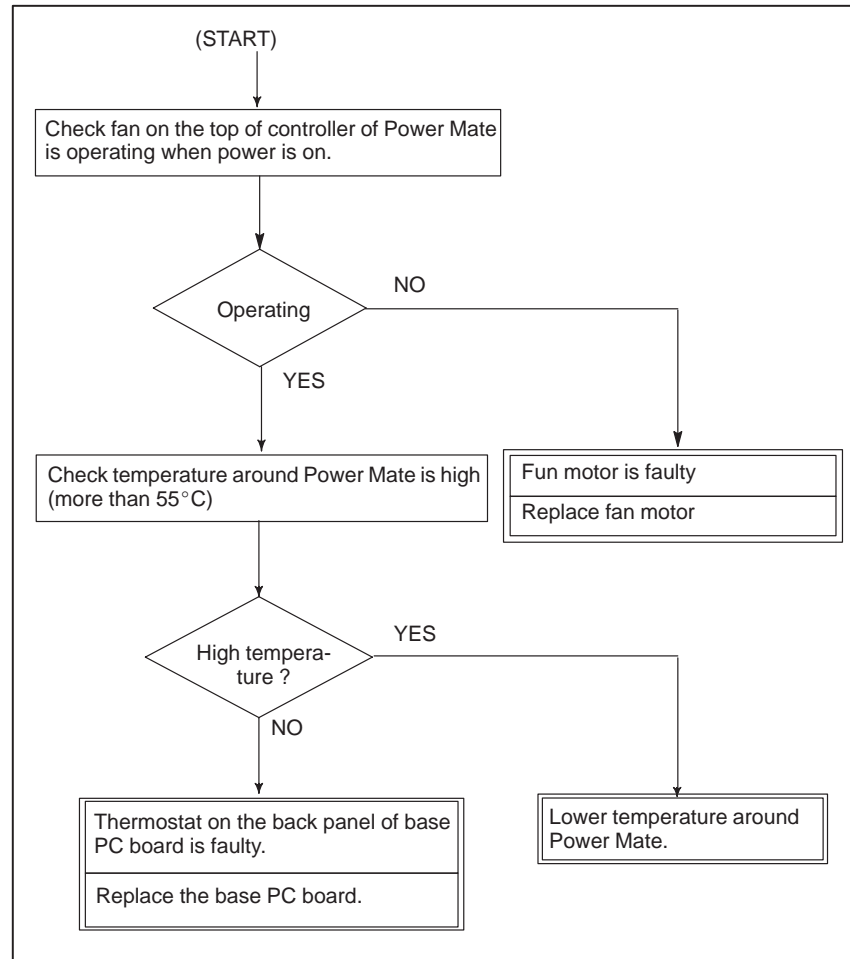 (START)
Check fan on the top of controller of Power Mate
is operating when power is on.
Operating
NO
YES
Check temperature around Power Mate is high
(more than 55°C)
Fun motor is faulty
Replace fan motor
High tempera-
ture ?
YES
NO
Thermostat on the back panel of base
PC board is faulty.
Replace the base PC board.
Lower temperature around
Power Mate.